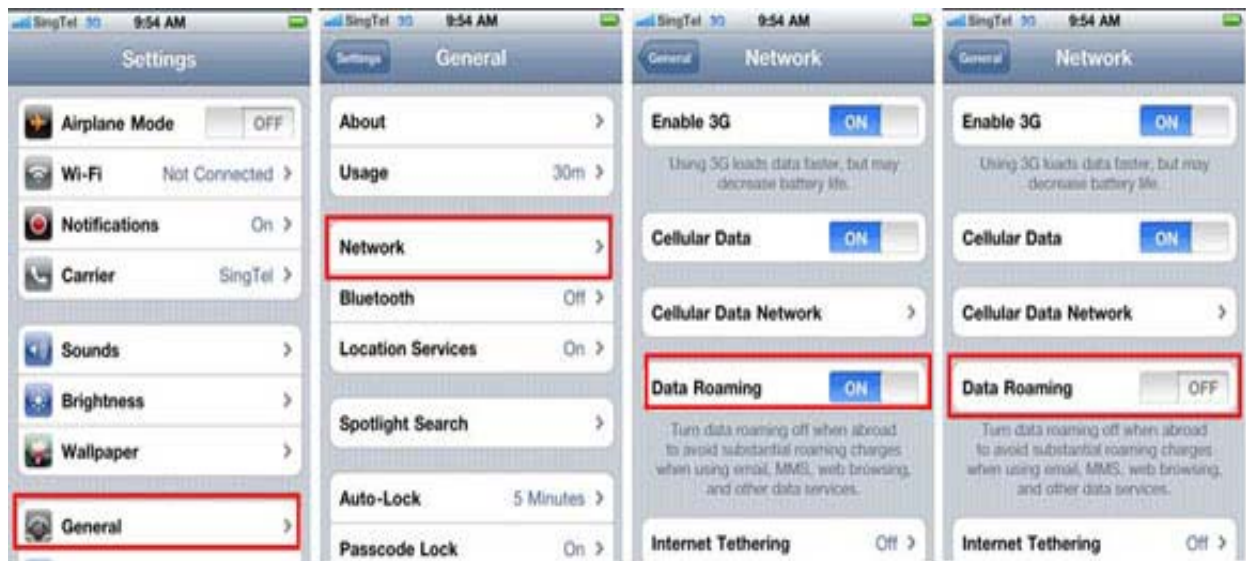 SingTel 3G 9:54 AM
Settings
Airplane Mode OFF
Wi-Fi Not Connected
Notifications On
Carrier SingTel
Sounds
Brightness
Wallpaper
General
SingTel 3G 9:54 AM
Settings General
About
Usage 30m
Network
Bluetooth Off
Location Services On
Spotlight Search
Auto-Lock 5 Minutes
Passcode Lock On
SingTel 3G 9:54 AM
General Network
Enable 3G ON
Using 3G loads data faster, but may
decrease battery life.
Cellular Data ON
Cellular Data Network
Data Roaming ON
Turn data roaming off when abroad
to avoid substantial roaming charges
when using email, MMS, web browsing,
and other data services.
Internet Tethering Off
SingTel 3G 9:54 AM
General Network
Enable 3G ON
Using 3G loads data faster, but may
decrease battery life.
Cellular Data ON
Cellular Data Network
Data Roaming OFF
Turn data roaming off when abroad
to avoid substantial roaming charges
when using email, MMS, web browsing,
and other data services.
Internet Tethering Off